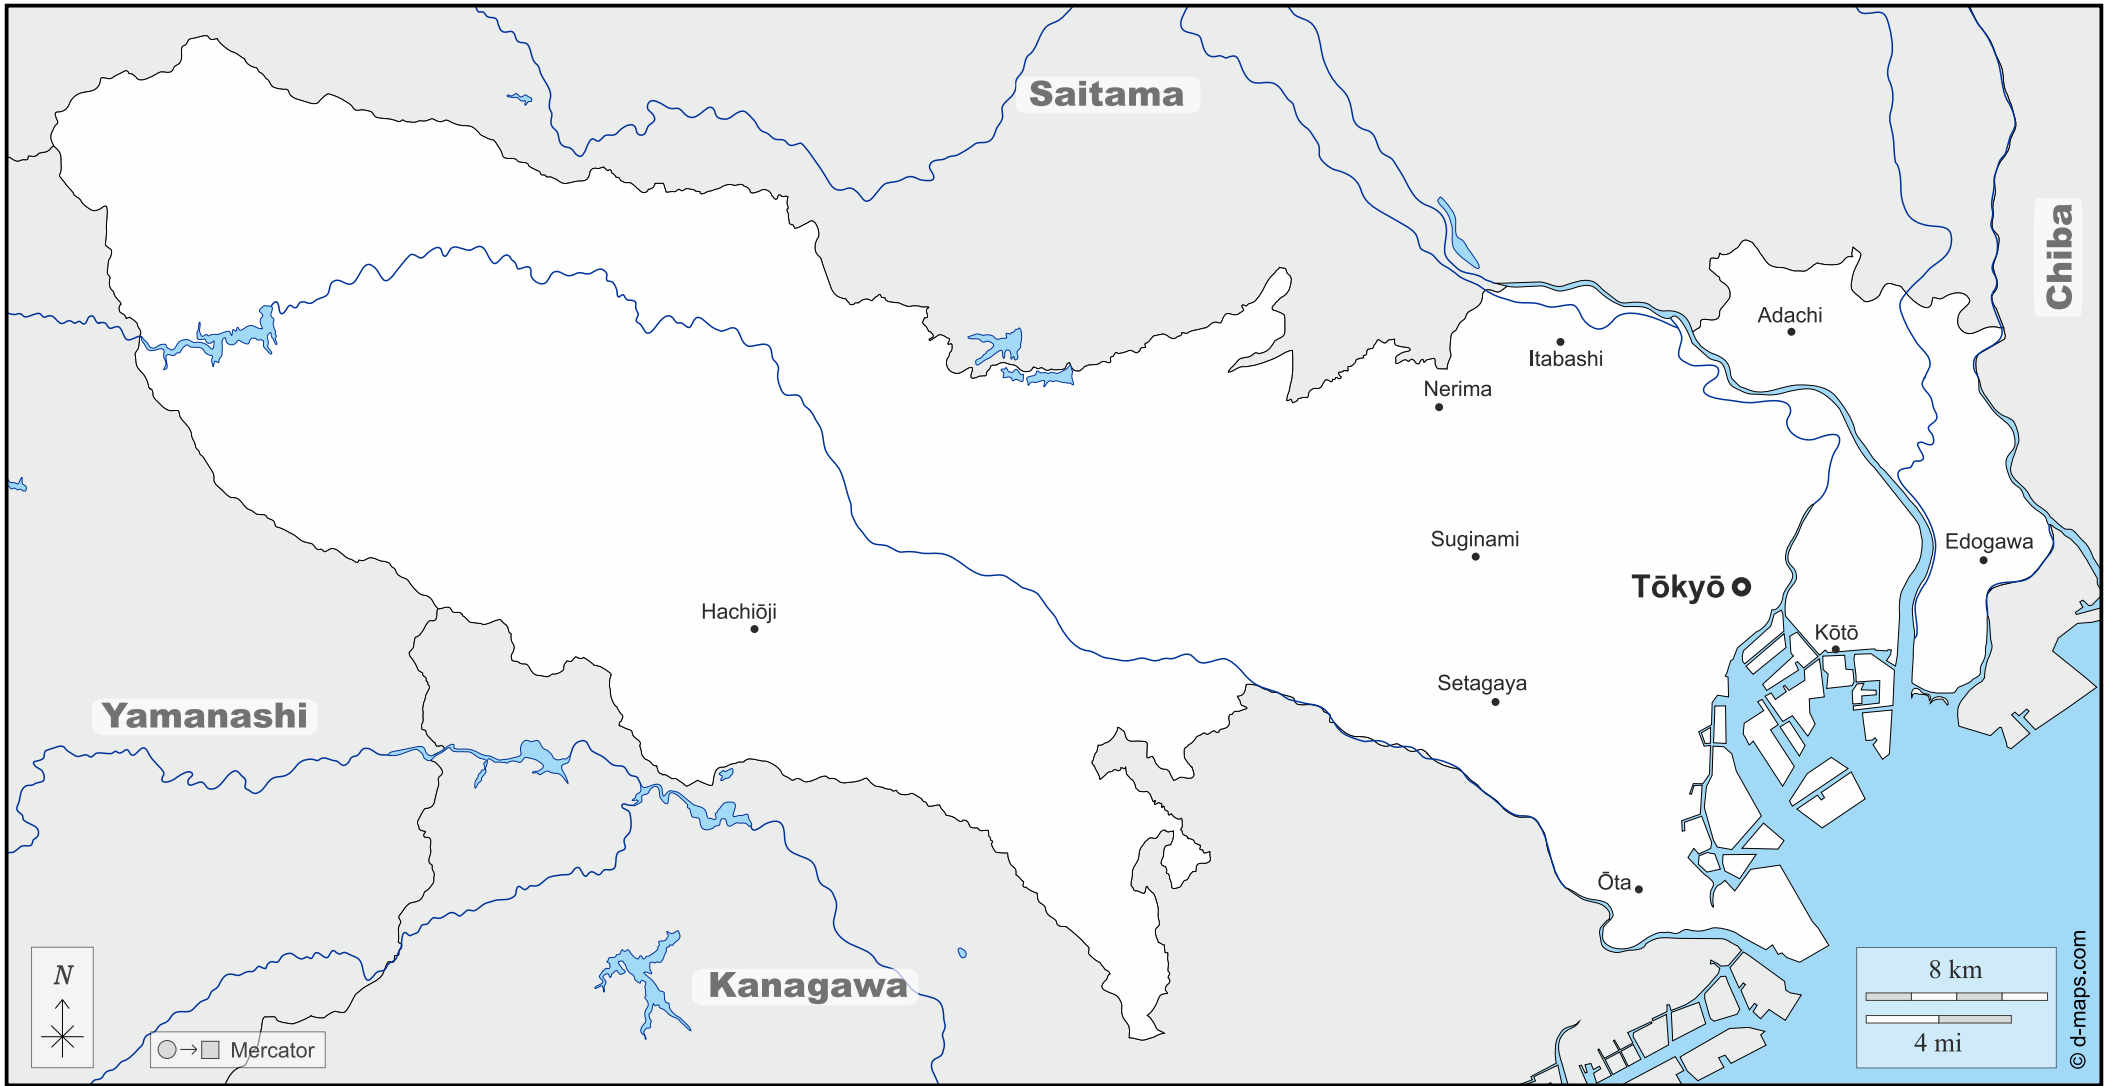 Saitama
Chiba
Adachi
Itabashi
Nerima
Suginami
Edogawa
Tōkyō
Hachiōji
Kōtō
Setagaya
Yamanashi
Ōta
Kanagawa
N
Mercator
8 km
4 mi
© d-maps.com